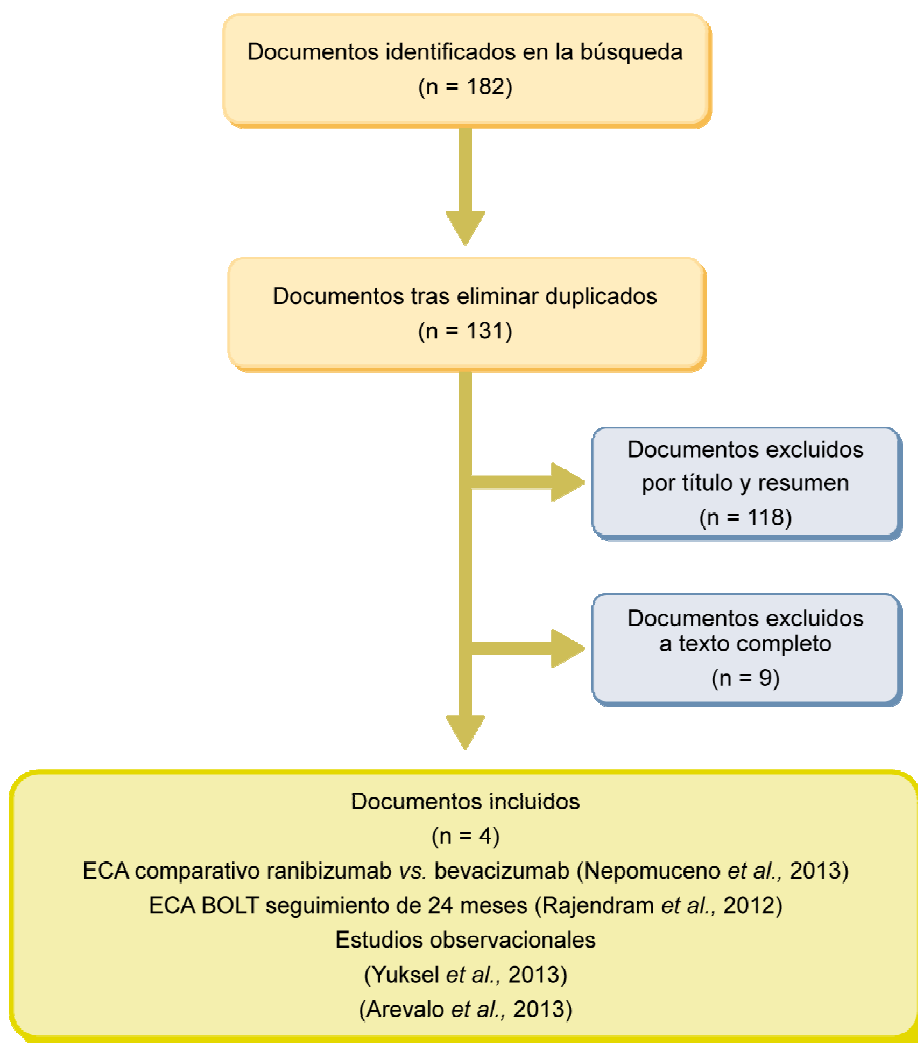 Documentos identificados en la búsqueda
(n = 182)
Documentos tras eliminar duplicados
(n = 131)
Documentos excluidos
por título y resumen
(n = 118)
Documentos excluidos
a texto completo
(n = 9)
Documentos incluidos
(n = 4)
ECA comparativo ranibizumab vs. bevacizumab (Nepomuceno et al., 2013)
ECA BOLT seguimiento de 24 meses (Rajendram et al., 2012)
Estudios observacionales
(Yuksel et al., 2013)
(Arevalo et al., 2013)